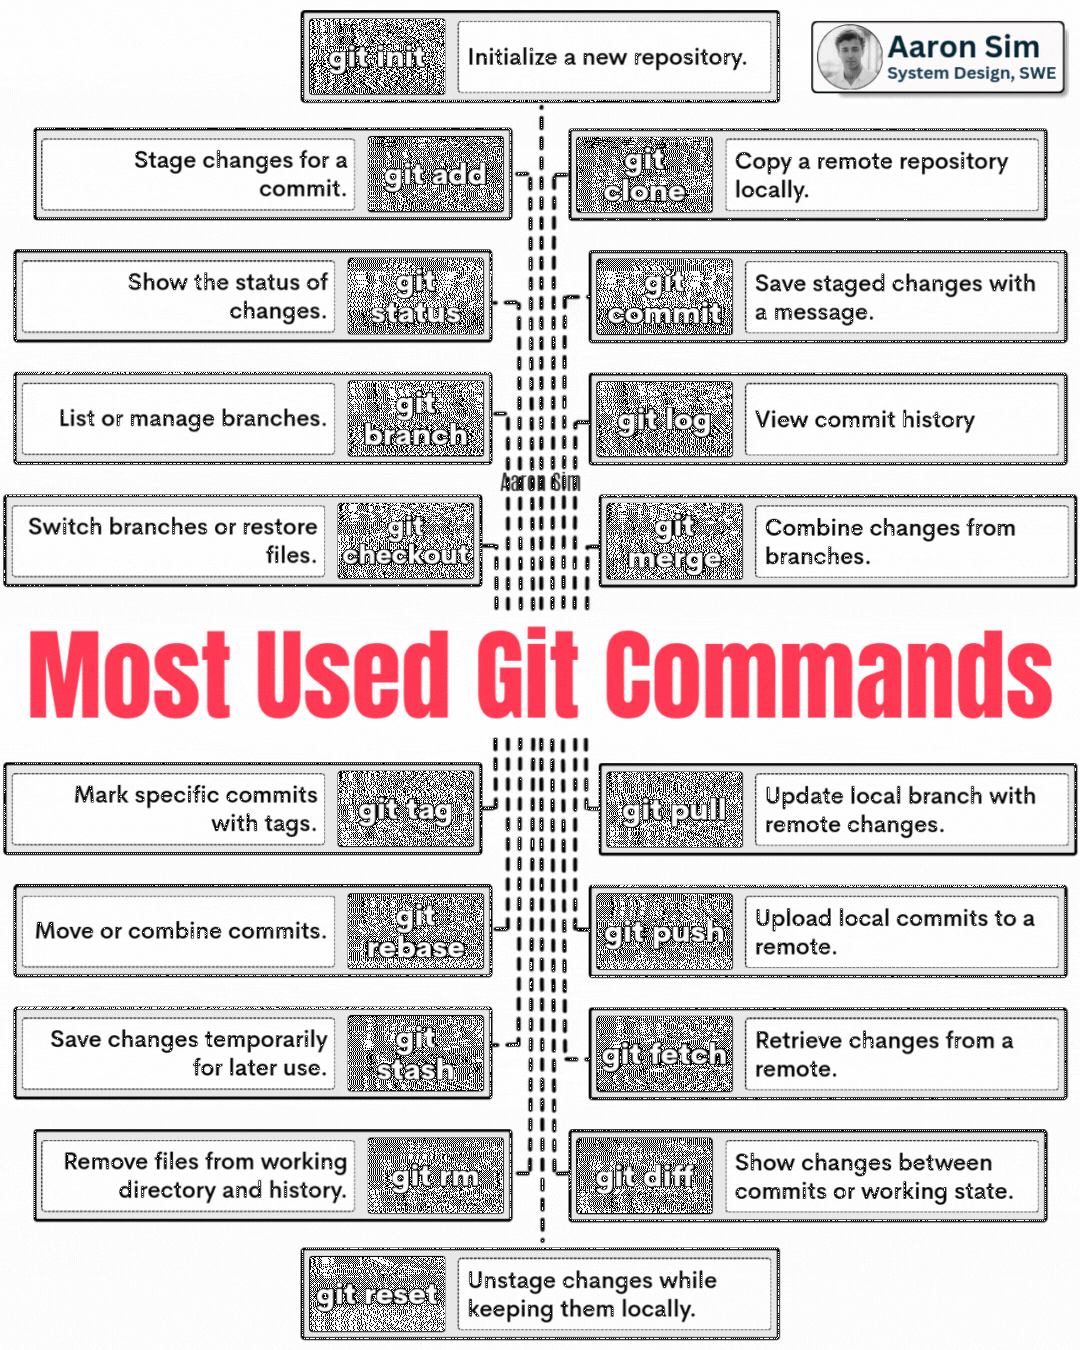 git init
Initialize a new repository.
Aaron Sim
System Design, SWE
Stage changes for a
commit.
git add
git
clone
Copy a remote repository
locally.
Show the status of
changes.
git
status
git
commit
Save staged changes with
a message.
List or manage branches.
git
branch
git log
View commit history
Aaron Sim
Switch branches or restore
files.
git
checkout
git
merge
Combine changes from
branches.
Most Used Git Commands
Mark specific commits
with tags.
git tag
git pull
Update local branch with
remote changes.
Move or combine commits.
git
rebase
git push
Upload local commits to a
remote.
Save changes temporarily
for later use.
git
stash
git fetch
Retrieve changes from a
remote.
Remove files from working
directory and history.
git rm
git diff
Show changes between
commits or working state.
git reset
Unstage changes while
keeping them locally.